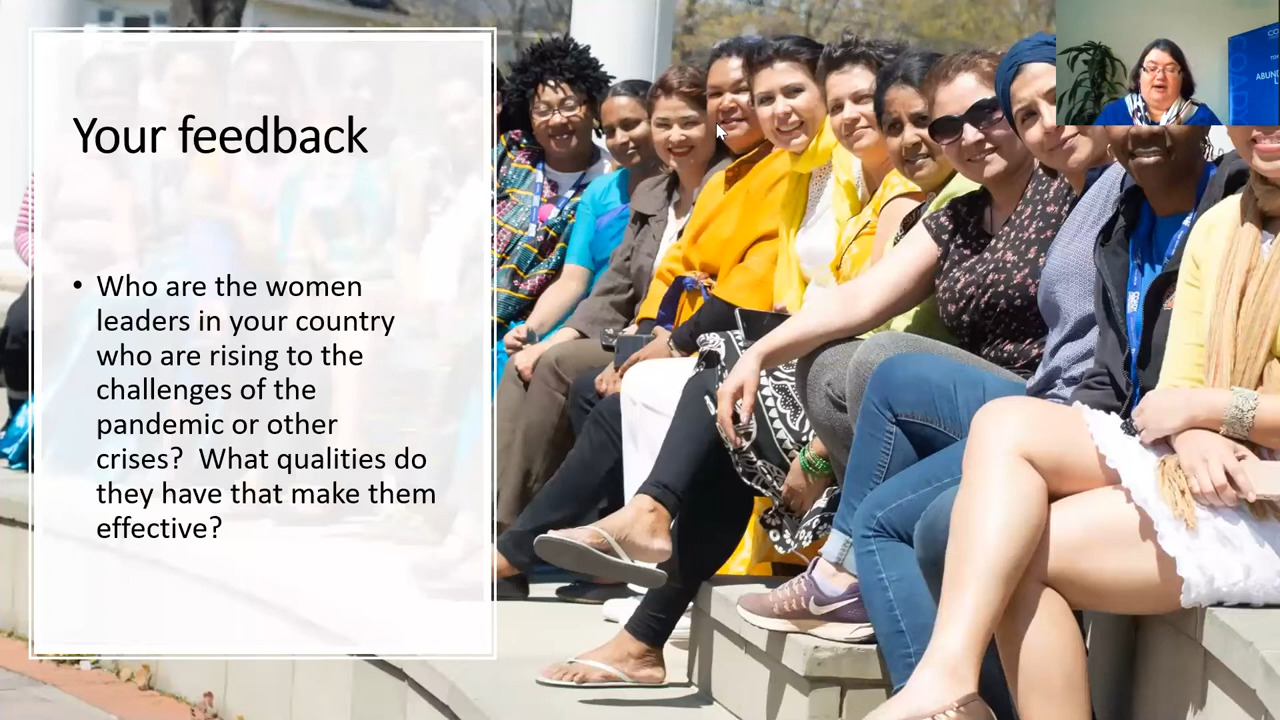 Your feedback
• Who are the women
leaders in your country
who are rising to the
challenges of the
pandemic or other
crises?  What qualities do
they have that make them
effective?